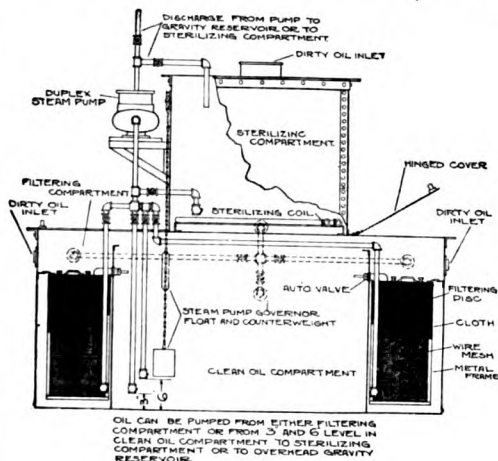 DISCHARGE FROM PUMP TO
GRAVITY RESERVOIR OR TO
STERILIZING COMPARTMENT
DIRTY OIL INLET
DUPLEX
STEAM PUMP
STERILIZINC
COMPARTMENT
HINGED COVER
FILTERING
COMPARTMENT
DIRTY OIL
INLET
STERILIZING COIL
DIRTY OIL
INLET
AUTO VALVE
FILTERING
DISC
STEAM PUMP GOVERNOR
FLOAT AND COUNTERWEIGHT
CLOTH
WIRE
MESH
CLEAN OIL COMPARTMENT
METAL
FRAME
3"
6"
OIL CAN BE PUMPED FROM EITHER FILTERING
COMPARTMENT OR FROM 3" AND 6" LEVEL IN
CLEAN OIL COMPARTMENT TO STERILIZING
COMPARTMENT OR TO OVERHEAD GRAVITY
RESERVOIR